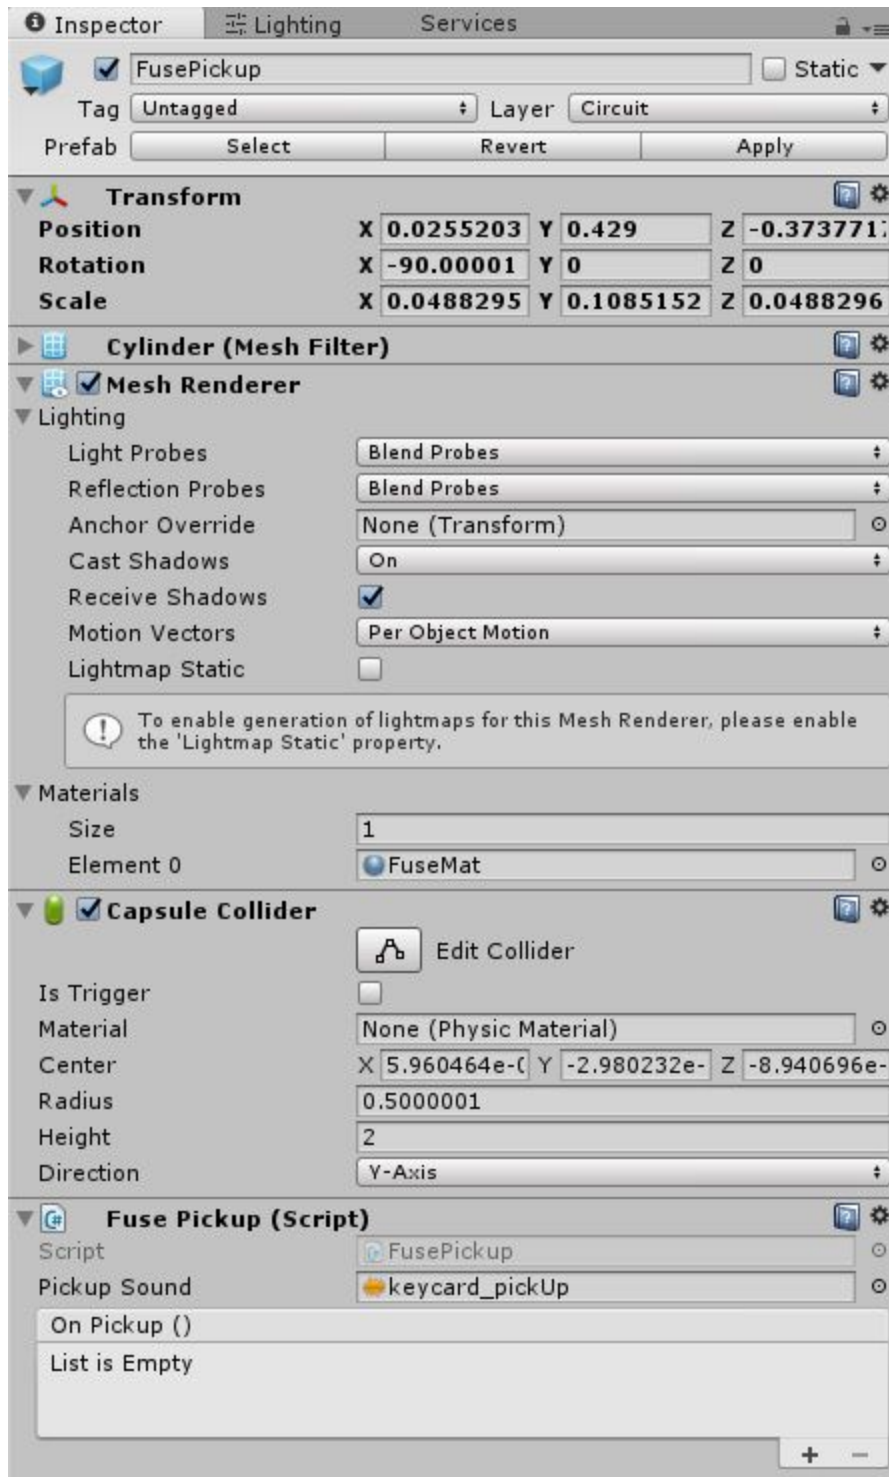 Inspector Lighting Services
FusePickup Static
Tag Untagged Layer Circuit
Prefab Select Revert Apply
Transform
Position X 0.0255203 Y 0.429 Z -0.3737717
Rotation X -90.00001 Y 0 Z 0
Scale X 0.0488295 Y 0.1085152 Z 0.0488296
Cylinder (Mesh Filter)
Mesh Renderer
Lighting
Light Probes Blend Probes
Reflection Probes Blend Probes
Anchor Override None (Transform)
Cast Shadows On
Receive Shadows
Motion Vectors Per Object Motion
Lightmap Static
To enable generation of lightmaps for this Mesh Renderer, please enable
the 'Lightmap Static' property.
Materials
Size 1
Element 0 FuseMat
Capsule Collider
Edit Collider
Is Trigger
Material None (Physic Material)
Center X 5.960464e-0 Y -2.980232e- Z -8.940696e-
Radius 0.5000001
Height 2
Direction Y-Axis
Fuse Pickup (Script)
Script FusePickup
Pickup Sound keycard_pickUp
On Pickup ()
List is Empty
+ −